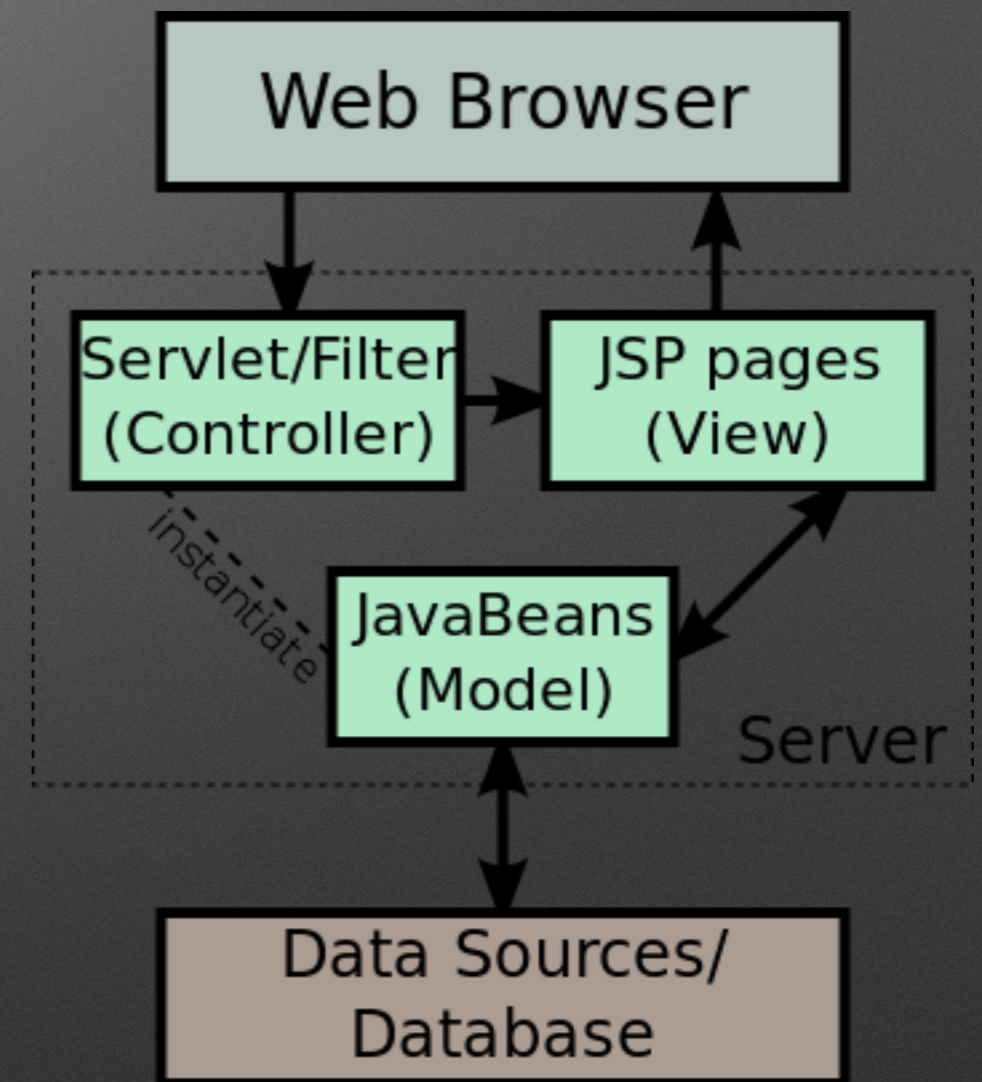 Web Browser
Servlet/Filter
(Controller)
JSP pages
(View)
instantiate
JavaBeans
(Model)
Server
Data Sources/
Database